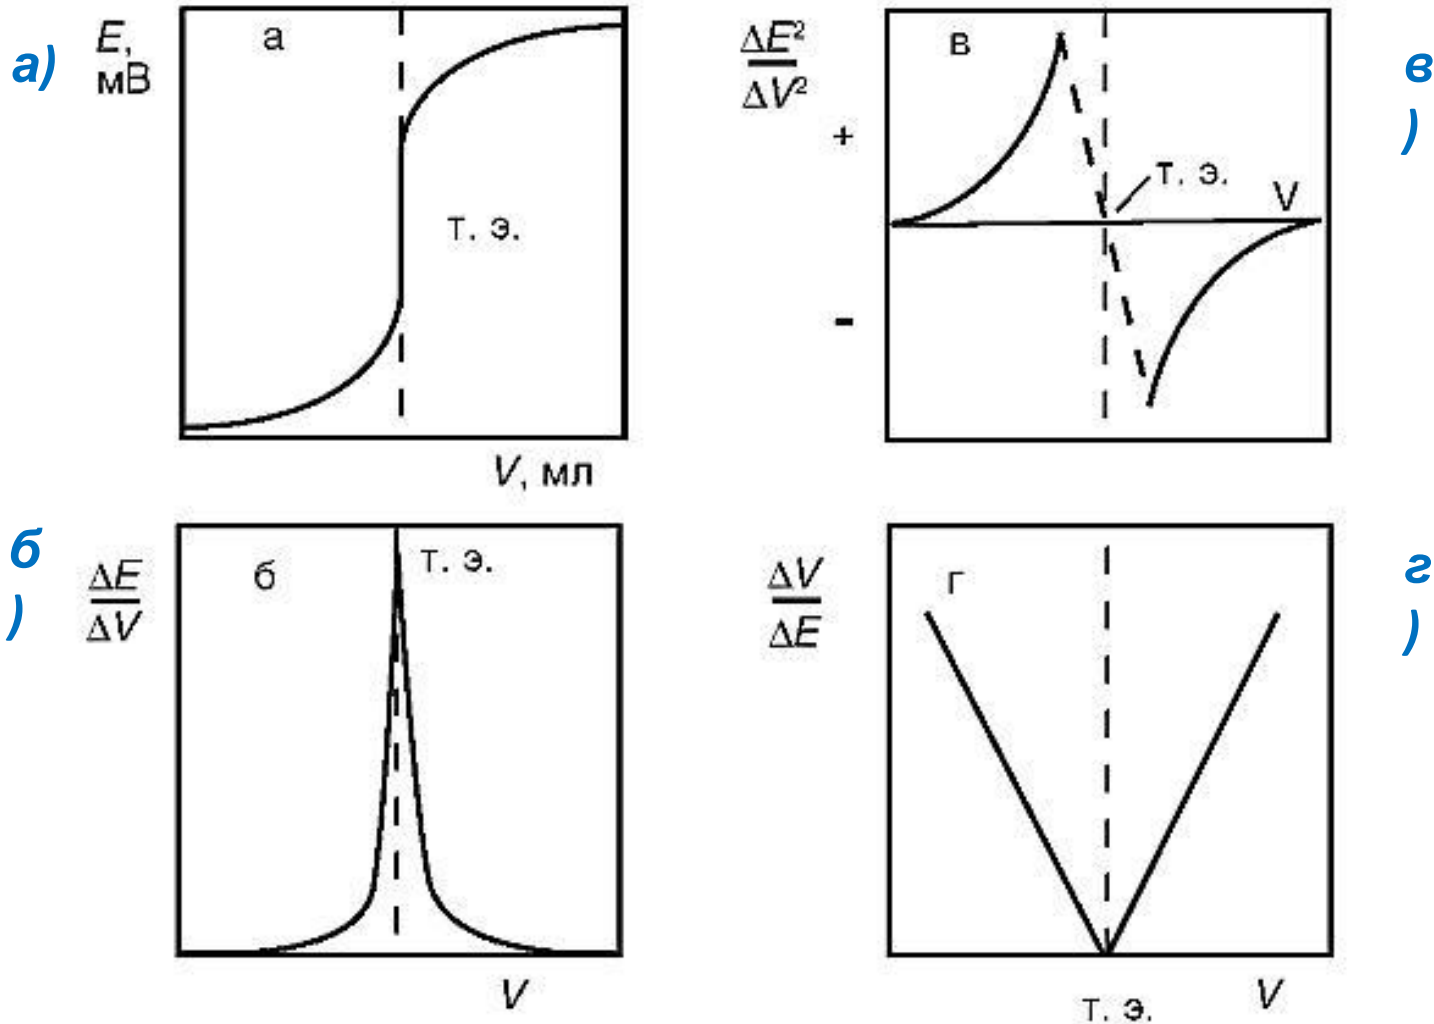 а)
E,
мВ
а
т. э.
V, мл
ΔE²
ΔV²
+
-
в
т. э.
V
в
)
б
)
ΔE
ΔV
б
т. э.
V
ΔV
ΔE
г
т. э.
V
г
)